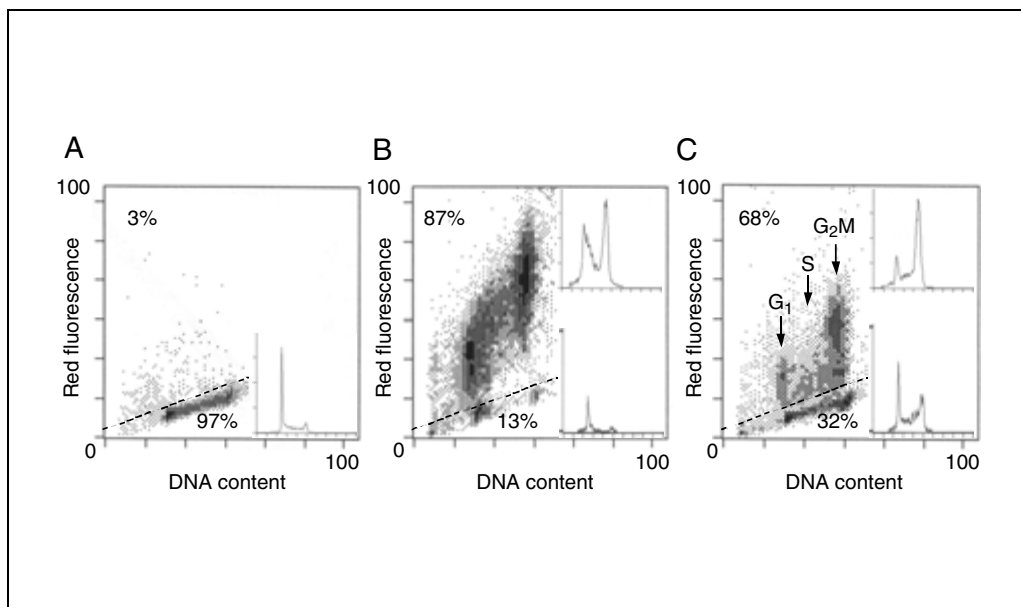 A
B
C
100
3%
97%
Red fluorescence
0
100
DNA content
100
87%
13%
Red fluorescence
0
100
DNA content
100
68%
G₂M
S
G₁
32%
Red fluorescence
0
100
DNA content